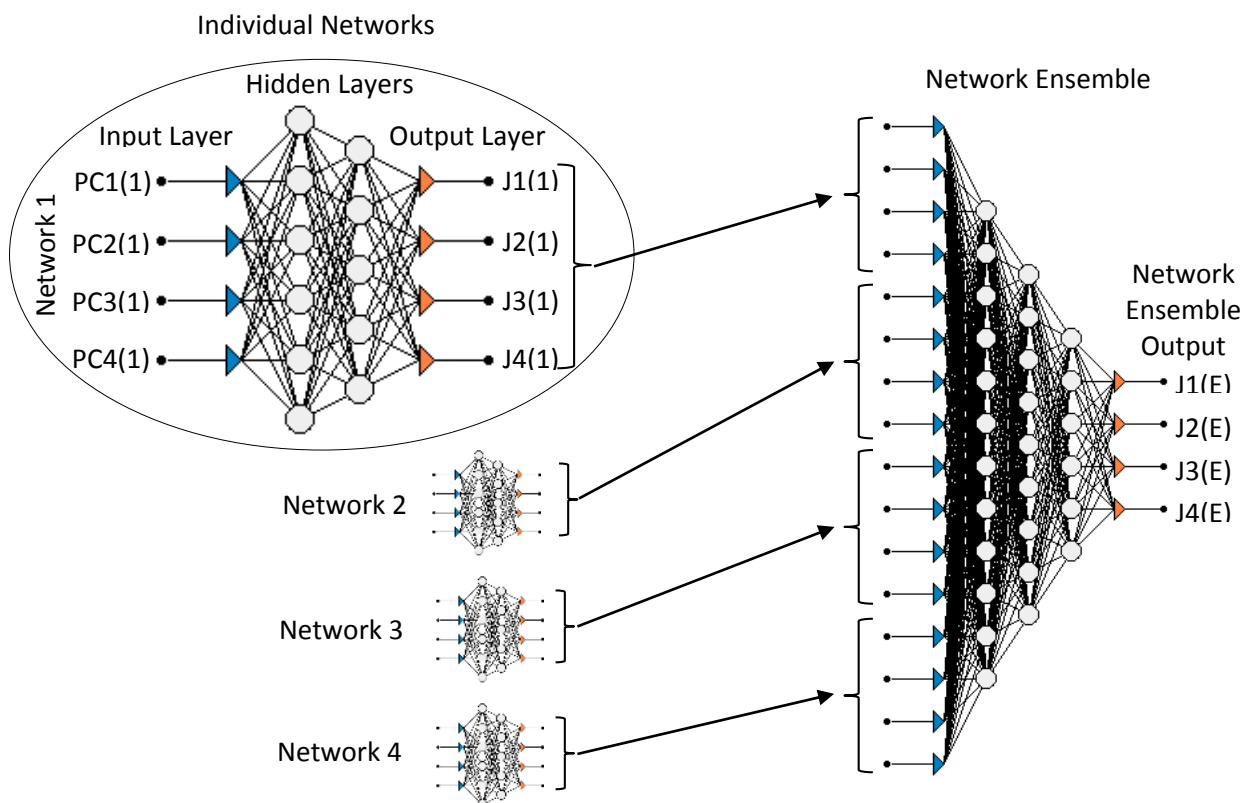 Individual Networks
Hidden Layers
Input Layer
Output Layer
Network 1
PC1(1)
PC2(1)
PC3(1)
PC4(1)
J1(1)
J2(1)
J3(1)
J4(1)
Network 2
Network 3
Network 4
Network Ensemble
Network
Ensemble
Output
J1(E)
J2(E)
J3(E)
J4(E)